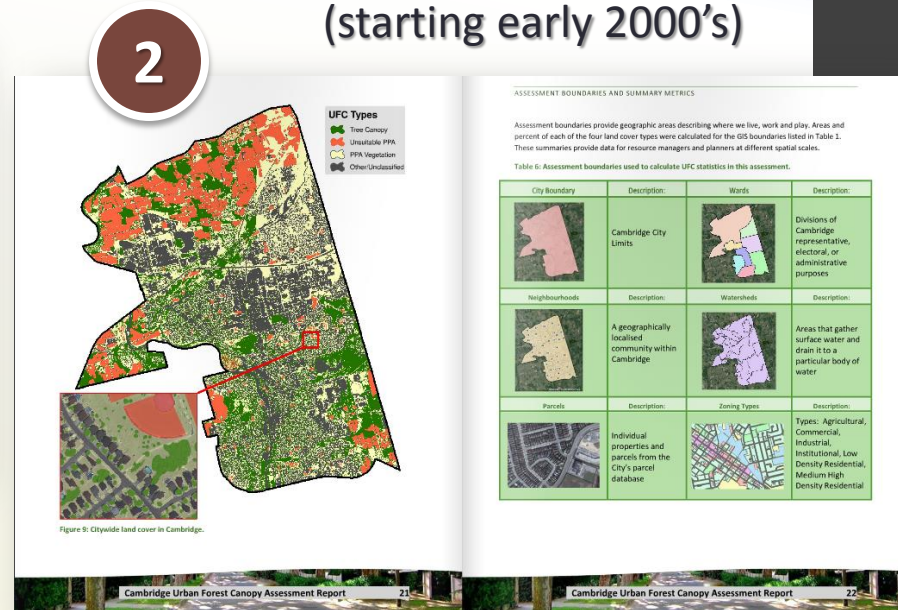 (starting early 2000's)
2
UFC Types
Tree Canopy
Unsuitable PPA
PPA Vegetation
Other/Unclassified
Figure 9: Citywide land cover in Cambridge.
Cambridge Urban Forest Canopy Assessment Report 21
ASSESSMENT BOUNDARIES AND SUMMARY METRICS
Assessment boundaries provide geographic areas describing where we live, work and play. Areas and
percent of each of the four land cover types were calculated for the GIS boundaries listed in Table 1.
These summaries provide data for resource managers and planners at different spatial scales.
Table 6: Assessment boundaries used to calculate UFC statistics in this assessment.
City Boundary Description: Wards Description:
Cambridge City
Limits
Divisions of
Cambridge
representative,
electoral, or
administrative
purposes
Neighbourhoods Description: Watersheds Description:
A geographically
localised
community within
Cambridge
Areas that gather
surface water and
drain it to a
particular body of
water
Parcels Description: Zoning Types Description:
Individual
properties and
parcels from the
City's parcel
database
Types: Agricultural,
Commercial,
Industrial,
Institutional, Low
Density Residential,
Medium High
Density Residential
Cambridge Urban Forest Canopy Assessment Report 22